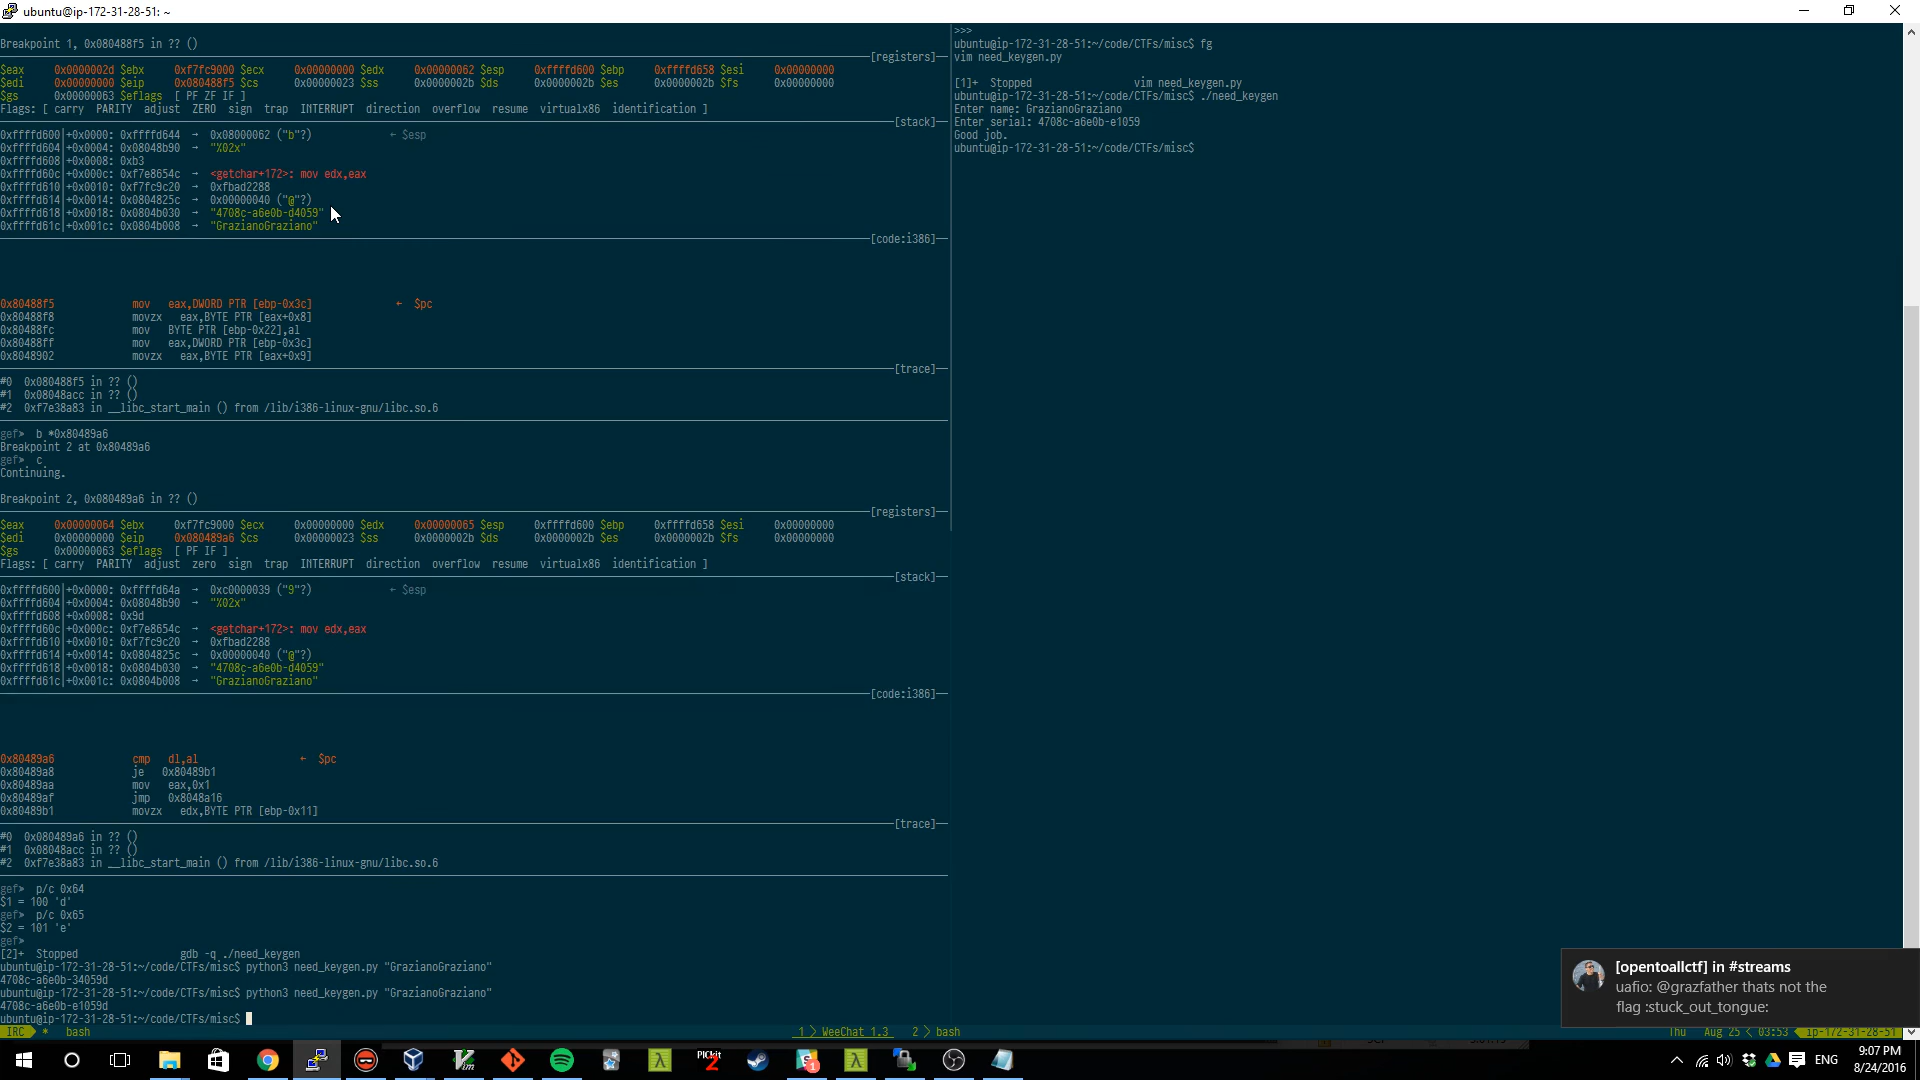 ubuntu@ip-172-31-28-51: ~
Breakpoint 1, 0x080488f5 in ?? ()
[registers]
$eax 0x0000002d $ebx 0xf7fc9000 $ecx 0x00000000 $edx 0x00000062 $esp 0xffffd600 $ebp 0xffffd658 $esi 0x00000000
$edi 0x00000000 $eip 0x080488f5 $cs 0x00000023 $ss 0x0000002b $ds 0x0000002b $es 0x0000002b $fs 0x00000000
$gs 0x00000063 $eflags [ PF ZF IF ]
Flags: [ carry PARITY adjust ZERO sign trap INTERRUPT direction overflow resume virtualx86 identification ]
[stack]
0xffffd600|+0x0000: 0xffffd644 → 0x08000062 ("b"?) ← $esp
0xffffd604|+0x0004: 0x08048b90 → "%02x"
0xffffd608|+0x0008: 0xb3
0xffffd60c|+0x000c: 0xf7e8654c → <getchar+172>: mov edx,eax
0xffffd610|+0x0010: 0xf7fc9c20 → 0xfbad2288
0xffffd614|+0x0014: 0x0804825c → 0x00000040 ("@"?)
0xffffd618|+0x0018: 0x0804b030 → "4708c-a6e0b-d4059"
0xffffd61c|+0x001c: 0x0804b008 → "GrazianoGraziano"
[code:i386]
0x80488f5 mov eax,DWORD PTR [ebp-0x3c] ← $pc
0x80488f8 movzx eax,BYTE PTR [eax+0x8]
0x80488fc mov BYTE PTR [ebp-0x22],al
0x80488ff mov eax,DWORD PTR [ebp-0x3c]
0x8048902 movzx eax,BYTE PTR [eax+0x9]
[trace]
#0 0x080488f5 in ?? ()
#1 0x08048acc in ?? ()
#2 0xf7e38a83 in __libc_start_main () from /lib/i386-linux-gnu/libc.so.6
gef> b *0x80489a6
Breakpoint 2 at 0x80489a6
gef> c
Continuing.
Breakpoint 2, 0x080489a6 in ?? ()
[registers]
$eax 0x00000064 $ebx 0xf7fc9000 $ecx 0x00000000 $edx 0x00000065 $esp 0xffffd600 $ebp 0xffffd658 $esi 0x00000000
$edi 0x00000000 $eip 0x080489a6 $cs 0x00000023 $ss 0x0000002b $ds 0x0000002b $es 0x0000002b $fs 0x00000000
$gs 0x00000063 $eflags [ PF IF ]
Flags: [ carry PARITY adjust zero sign trap INTERRUPT direction overflow resume virtualx86 identification ]
[stack]
0xffffd600|+0x0000: 0xffffd64a → 0xc0000039 ("9"?) ← $esp
0xffffd604|+0x0004: 0x08048b90 → "%02x"
0xffffd608|+0x0008: 0x9d
0xffffd60c|+0x000c: 0xf7e8654c → <getchar+172>: mov edx,eax
0xffffd610|+0x0010: 0xf7fc9c20 → 0xfbad2288
0xffffd614|+0x0014: 0x0804825c → 0x00000040 ("@"?)
0xffffd618|+0x0018: 0x0804b030 → "4708c-a6e0b-d4059"
0xffffd61c|+0x001c: 0x0804b008 → "GrazianoGraziano"
[code:i386]
0x80489a6 cmp dl,al ← $pc
0x80489a8 je 0x80489b1
0x80489aa mov eax,0x1
0x80489af jmp 0x8048a16
0x80489b1 movzx edx,BYTE PTR [ebp-0x11]
[trace]
#0 0x080489a6 in ?? ()
#1 0x08048acc in ?? ()
#2 0xf7e38a83 in __libc_start_main () from /lib/i386-linux-gnu/libc.so.6
gef> p/c 0x64
$1 = 100 'd'
gef> p/c 0x65
$2 = 101 'e'
gef>
[2]+ Stopped gdb -q ./need_keygen
ubuntu@ip-172-31-28-51:~/code/CTFs/misc$ python3 need_keygen.py "GrazianoGraziano"
4708c-a6e0b-34059d
ubuntu@ip-172-31-28-51:~/code/CTFs/misc$ python3 need_keygen.py "GrazianoGraziano"
4708c-a6e0b-e1059d
ubuntu@ip-172-31-28-51:~/code/CTFs/misc$
>>>
ubuntu@ip-172-31-28-51:~/code/CTFs/misc$ fg
vim need_keygen.py
[1]+ Stopped vim need_keygen.py
ubuntu@ip-172-31-28-51:~/code/CTFs/misc$ ./need_keygen
Enter name: GrazianoGraziano
Enter serial: 4708c-a6e0b-e1059
Good job.
ubuntu@ip-172-31-28-51:~/code/CTFs/misc$
[opentoallctf] in #streams
uafio: @grazfather thats not the
flag :stuck_out_tongue:
IRC * bash 1 > WeeChat 1.3 2 > bash Thu Aug 25 < 03:53 ip-172-31-28-51
PICkit
2
ENG
9:07 PM
8/24/2016